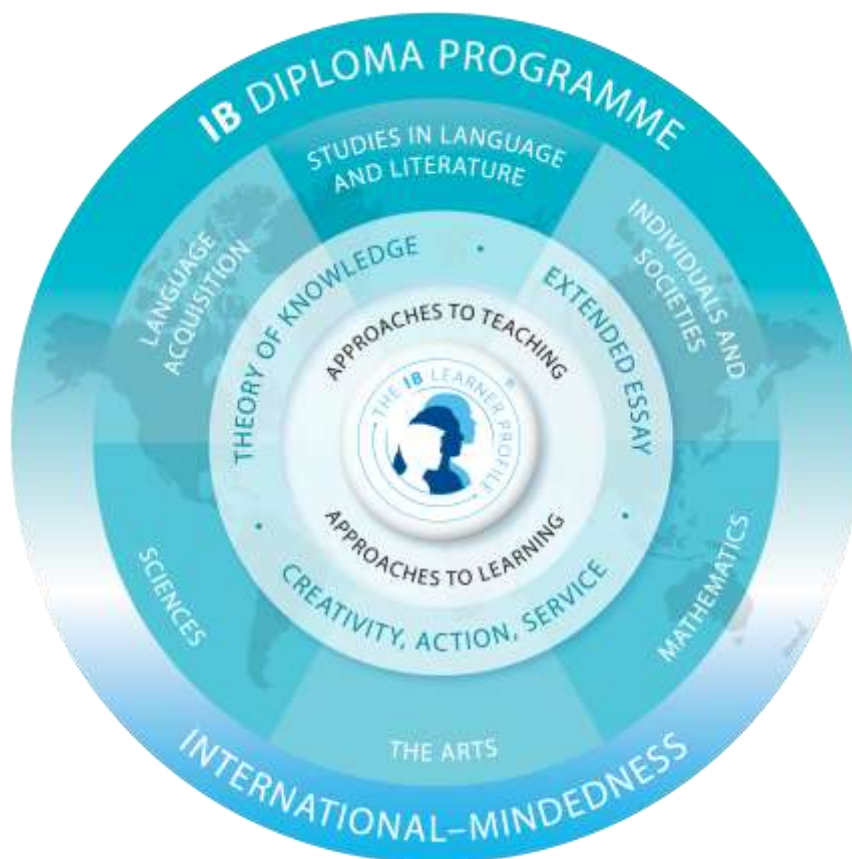 IB DIPLOMA PROGRAMME
STUDIES IN LANGUAGE
AND LITERATURE
LANGUAGE
ACQUISITION
INDIVIDUALS AND
SOCIETIES
THEORY OF KNOWLEDGE
EXTENDED ESSAY
APPROACHES TO TEACHING
THE IB LEARNER PROFILE
®
APPROACHES TO LEARNING
CREATIVITY, ACTION, SERVICE
SCIENCES
MATHEMATICS
THE ARTS
INTERNATIONAL–MINDEDNESS